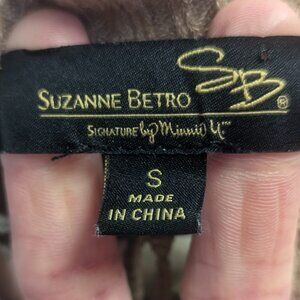 SUZANNE BETRO SB®
SIGNATURE by Minnie
S
MADE
IN CHINA